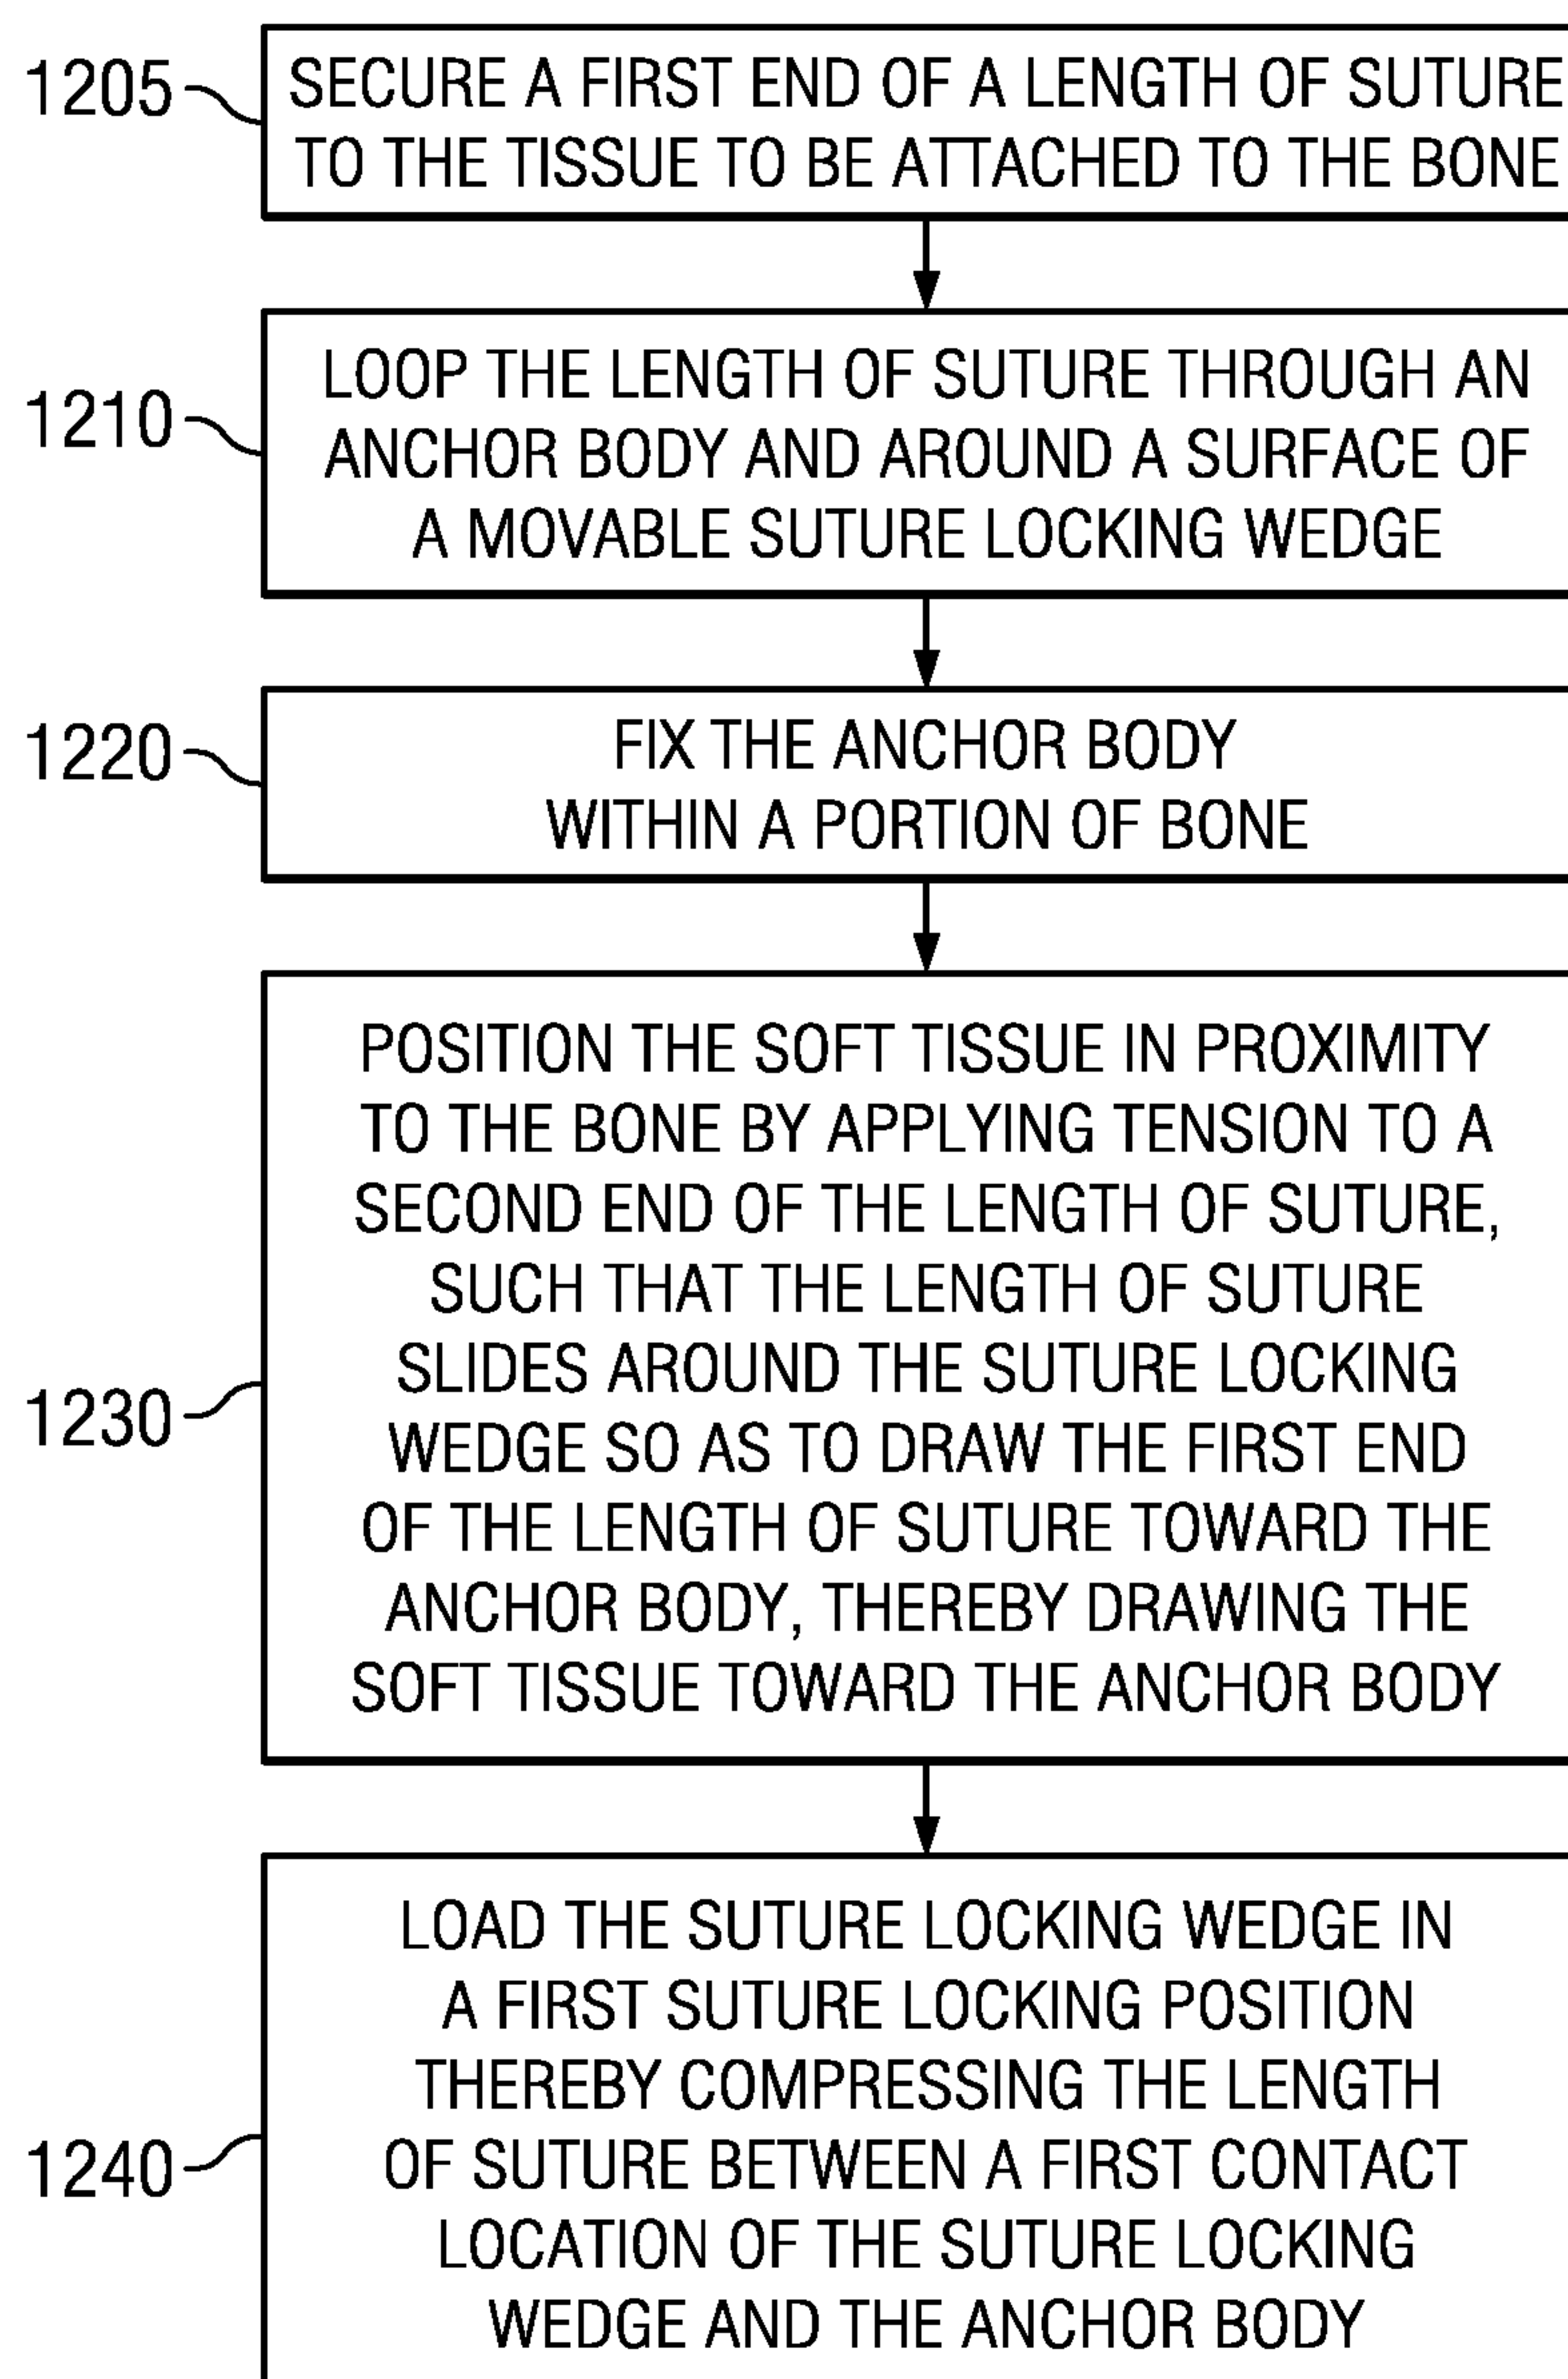 1205
SECURE A FIRST END OF A LENGTH OF SUTURE
TO THE TISSUE TO BE ATTACHED TO THE BONE
1210
LOOP THE LENGTH OF SUTURE THROUGH AN
ANCHOR BODY AND AROUND A SURFACE OF
A MOVABLE SUTURE LOCKING WEDGE
1220
FIX THE ANCHOR BODY
WITHIN A PORTION OF BONE
1230
POSITION THE SOFT TISSUE IN PROXIMITY
TO THE BONE BY APPLYING TENSION TO A
SECOND END OF THE LENGTH OF SUTURE,
SUCH THAT THE LENGTH OF SUTURE
SLIDES AROUND THE SUTURE LOCKING
WEDGE SO AS TO DRAW THE FIRST END
OF THE LENGTH OF SUTURE TOWARD THE
ANCHOR BODY, THEREBY DRAWING THE
SOFT TISSUE TOWARD THE ANCHOR BODY
1240
LOAD THE SUTURE LOCKING WEDGE IN
A FIRST SUTURE LOCKING POSITION
THEREBY COMPRESSING THE LENGTH
OF SUTURE BETWEEN A FIRST CONTACT
LOCATION OF THE SUTURE LOCKING
WEDGE AND THE ANCHOR BODY